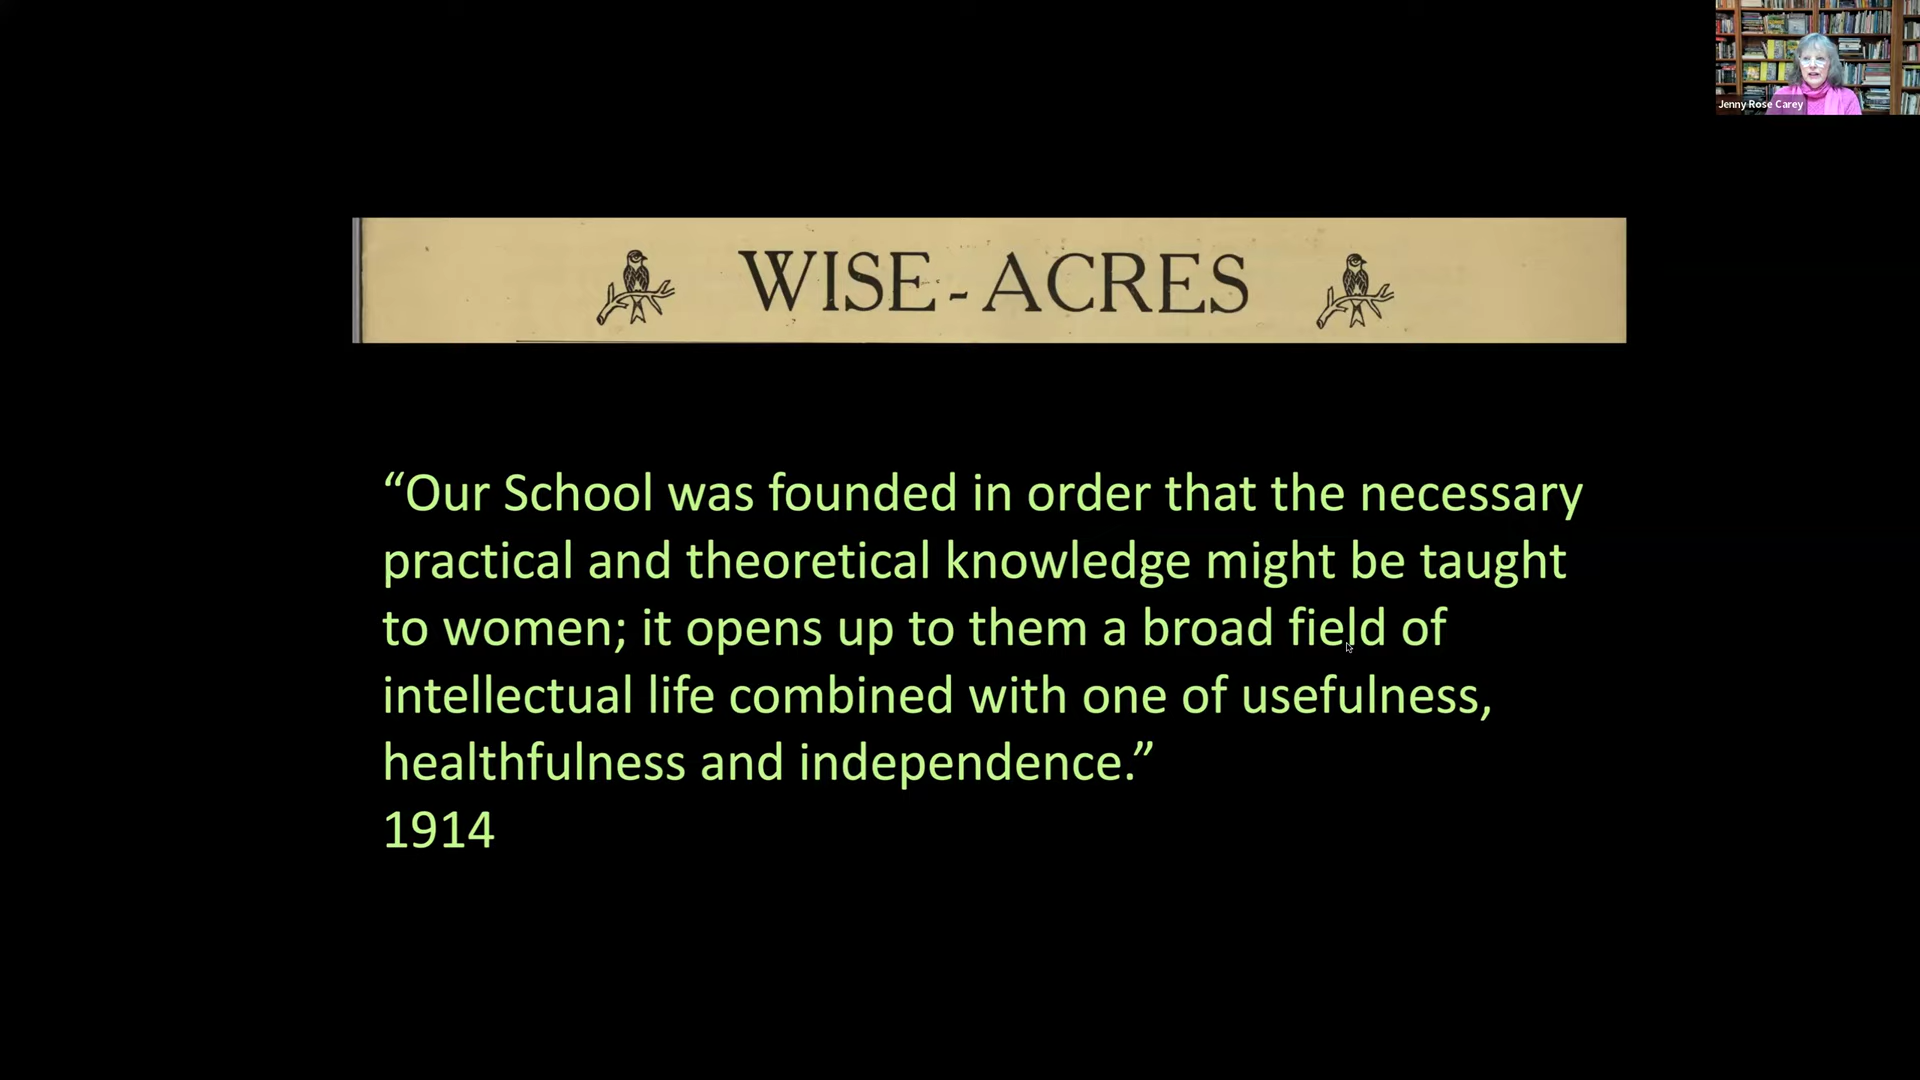 Jenny Rose Carey
WISE-ACRES
“Our School was founded in order that the necessary
practical and theoretical knowledge might be taught
to women; it opens up to them a broad field of
intellectual life combined with one of usefulness,
healthfulness and independence.”
1914